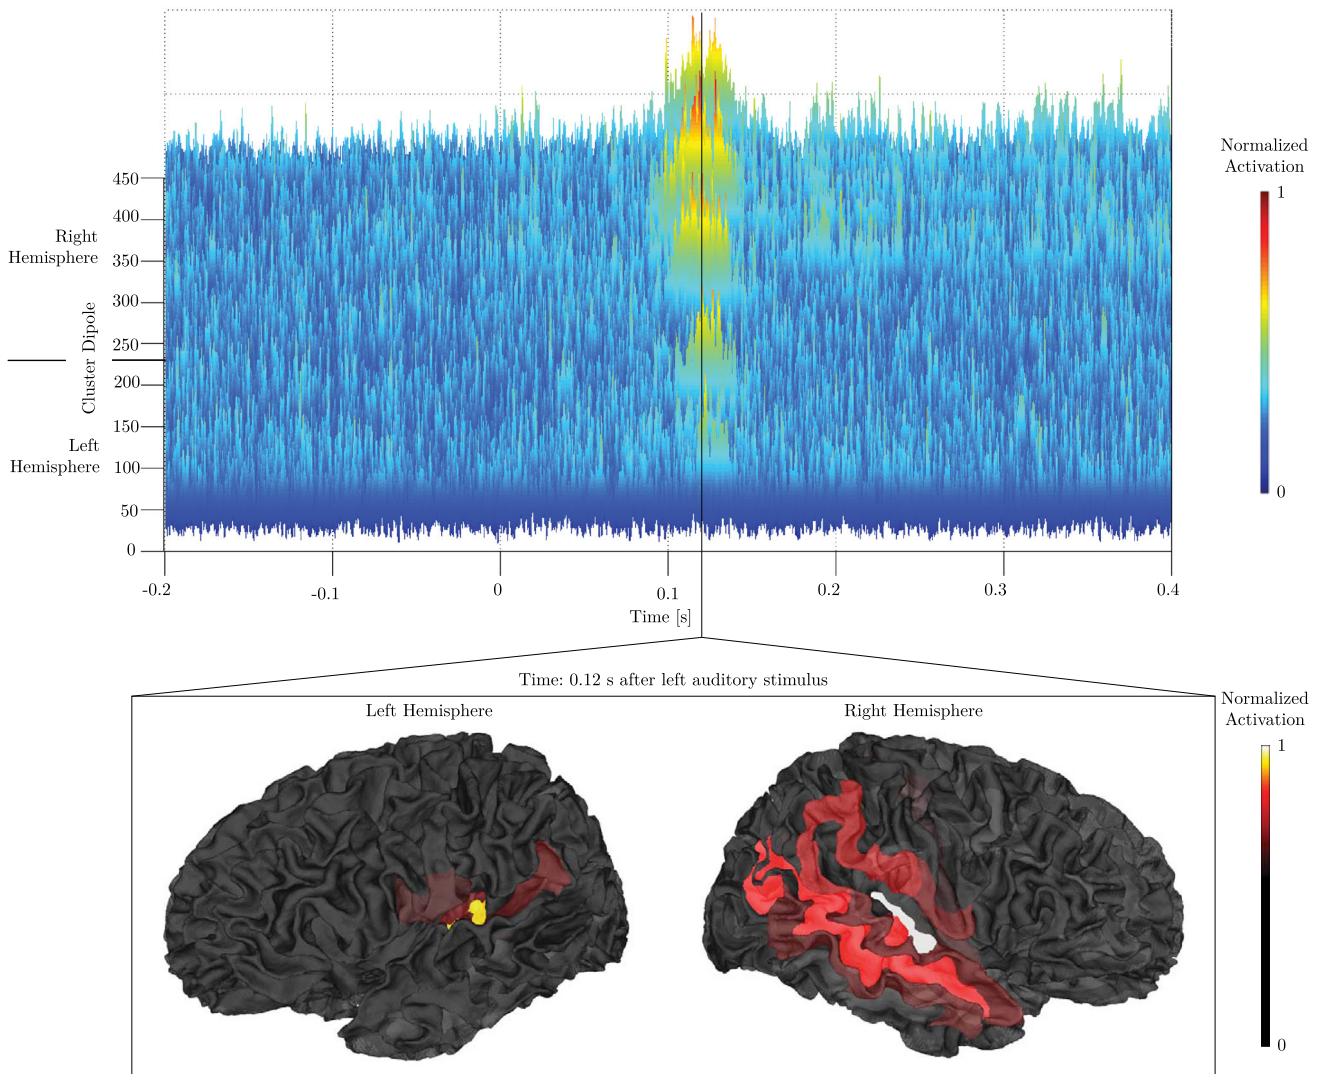 Normalized
Activation
1
0
450
400
350
300
250
200
150
100
50
0
Right
Hemisphere
Cluster Dipole
Left
Hemisphere
-0.2
-0.1
0
0.1
0.2
0.3
0.4
Time [s]
Time: 0.12 s after left auditory stimulus
Left Hemisphere
Right Hemisphere
Normalized
Activation
1
0